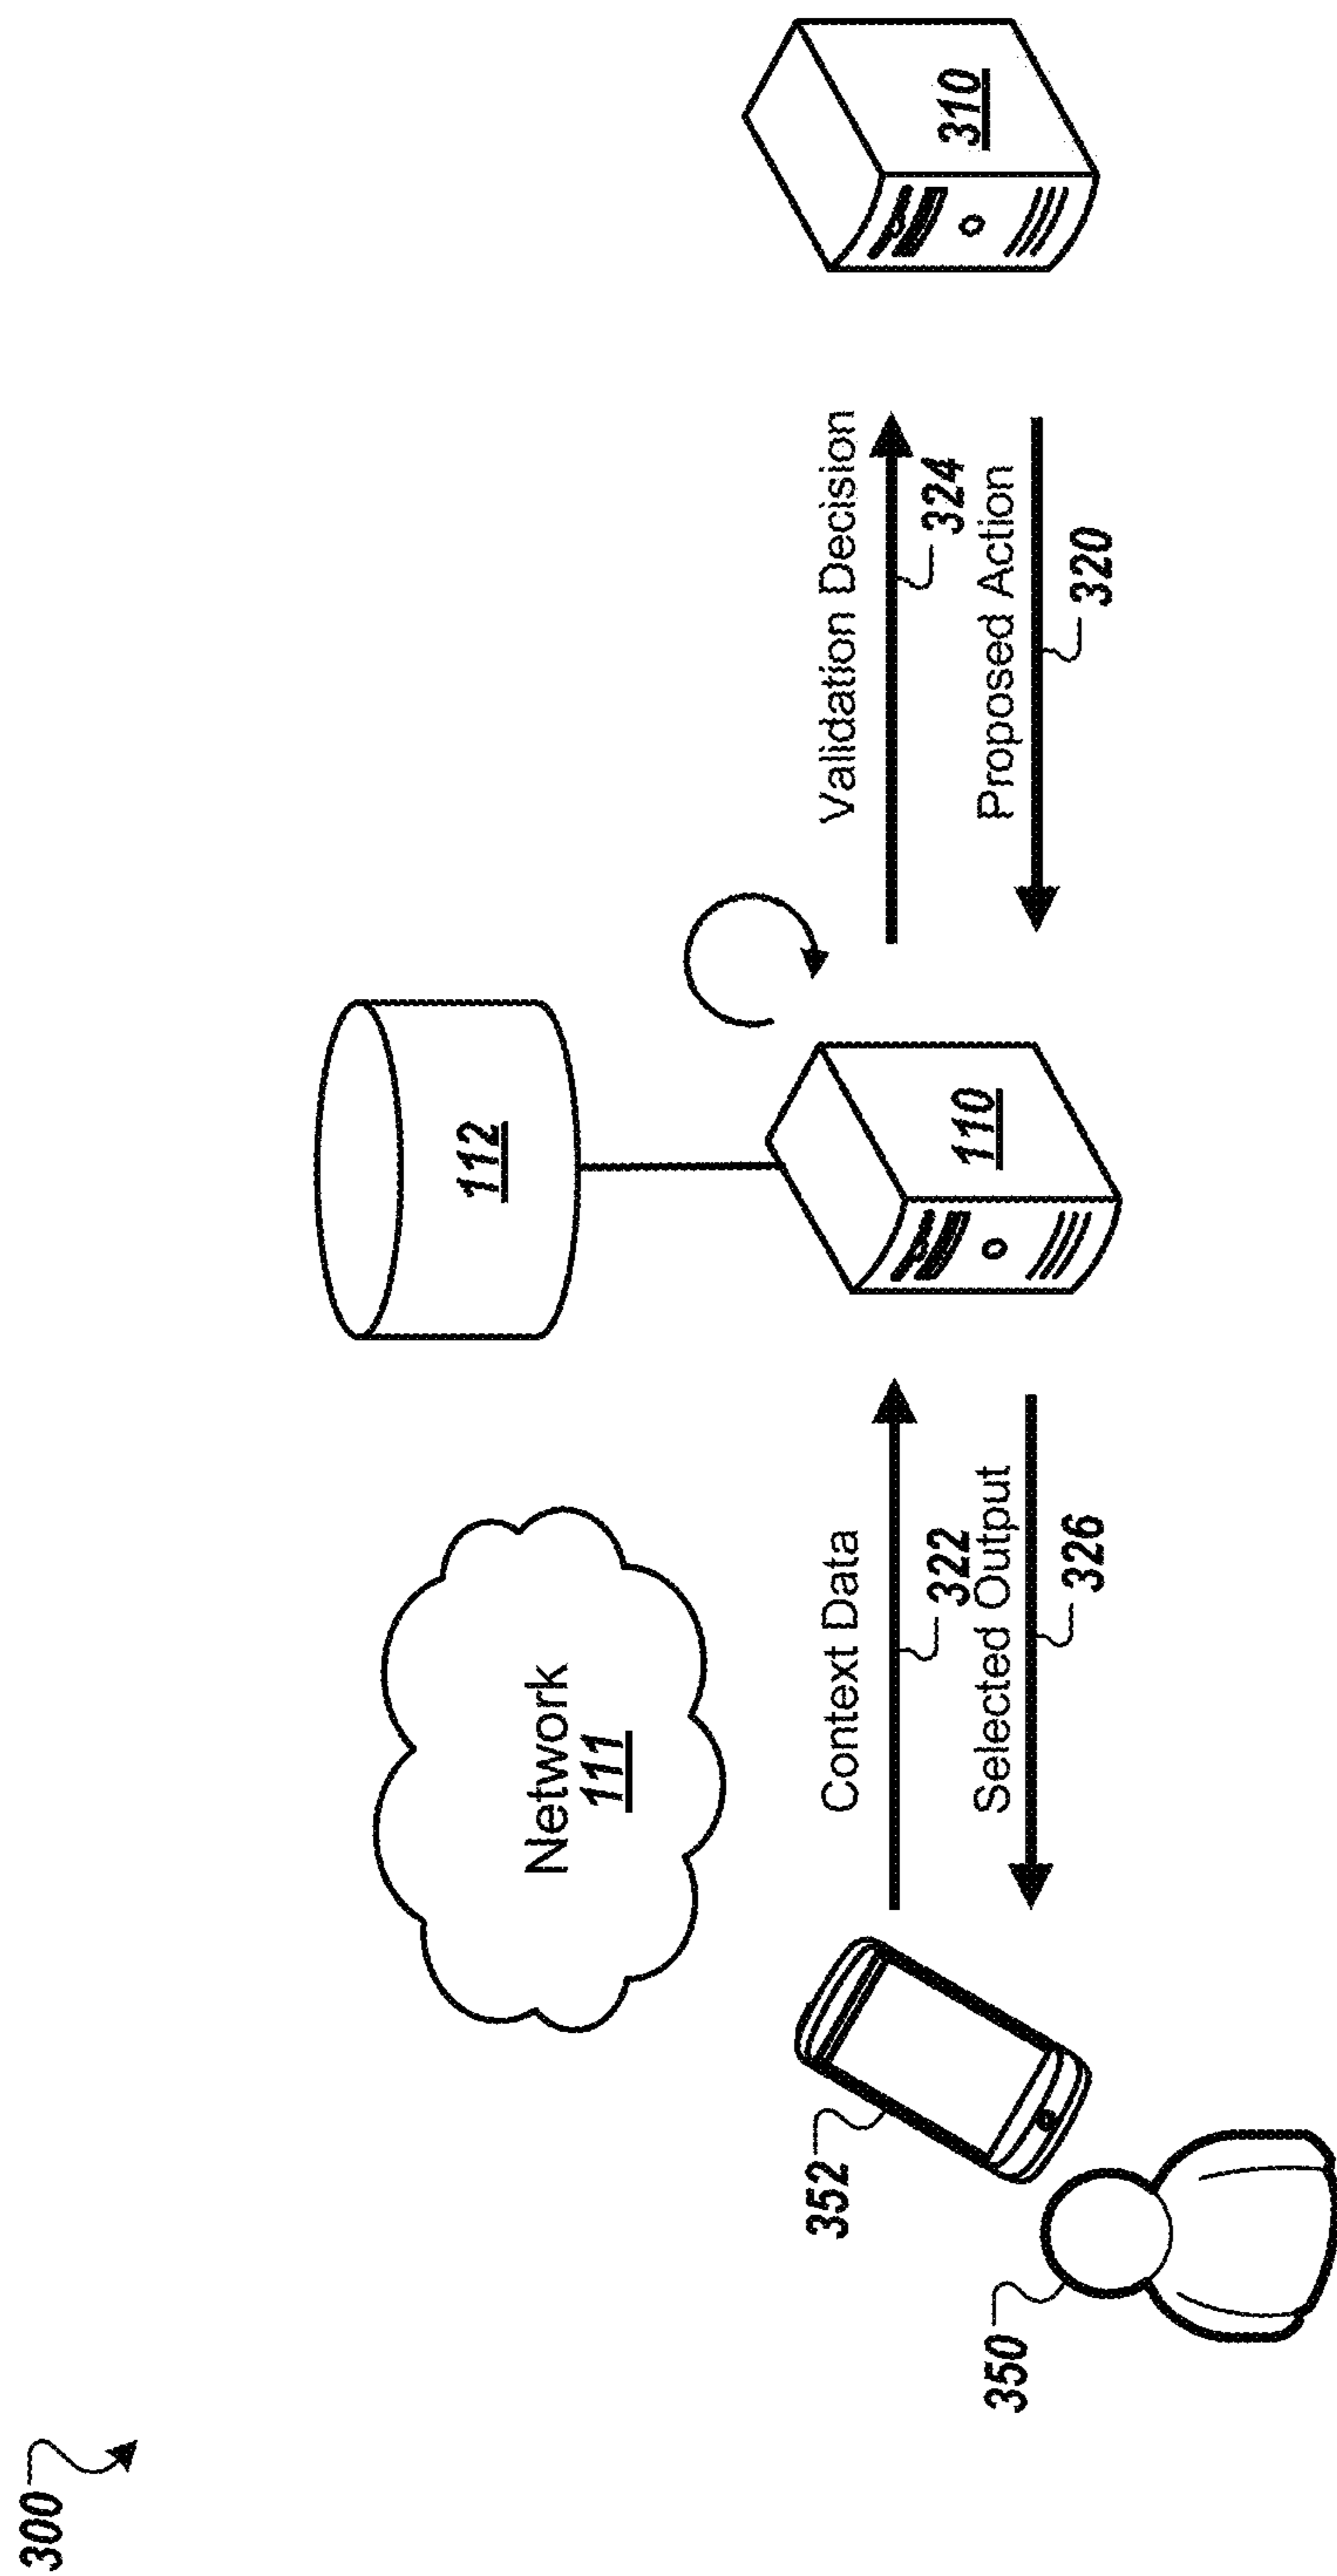 300
112
310
Network
111
Validation Decision
324
Context Data
322
110
Proposed Action
320
Selected Output
326
352
350